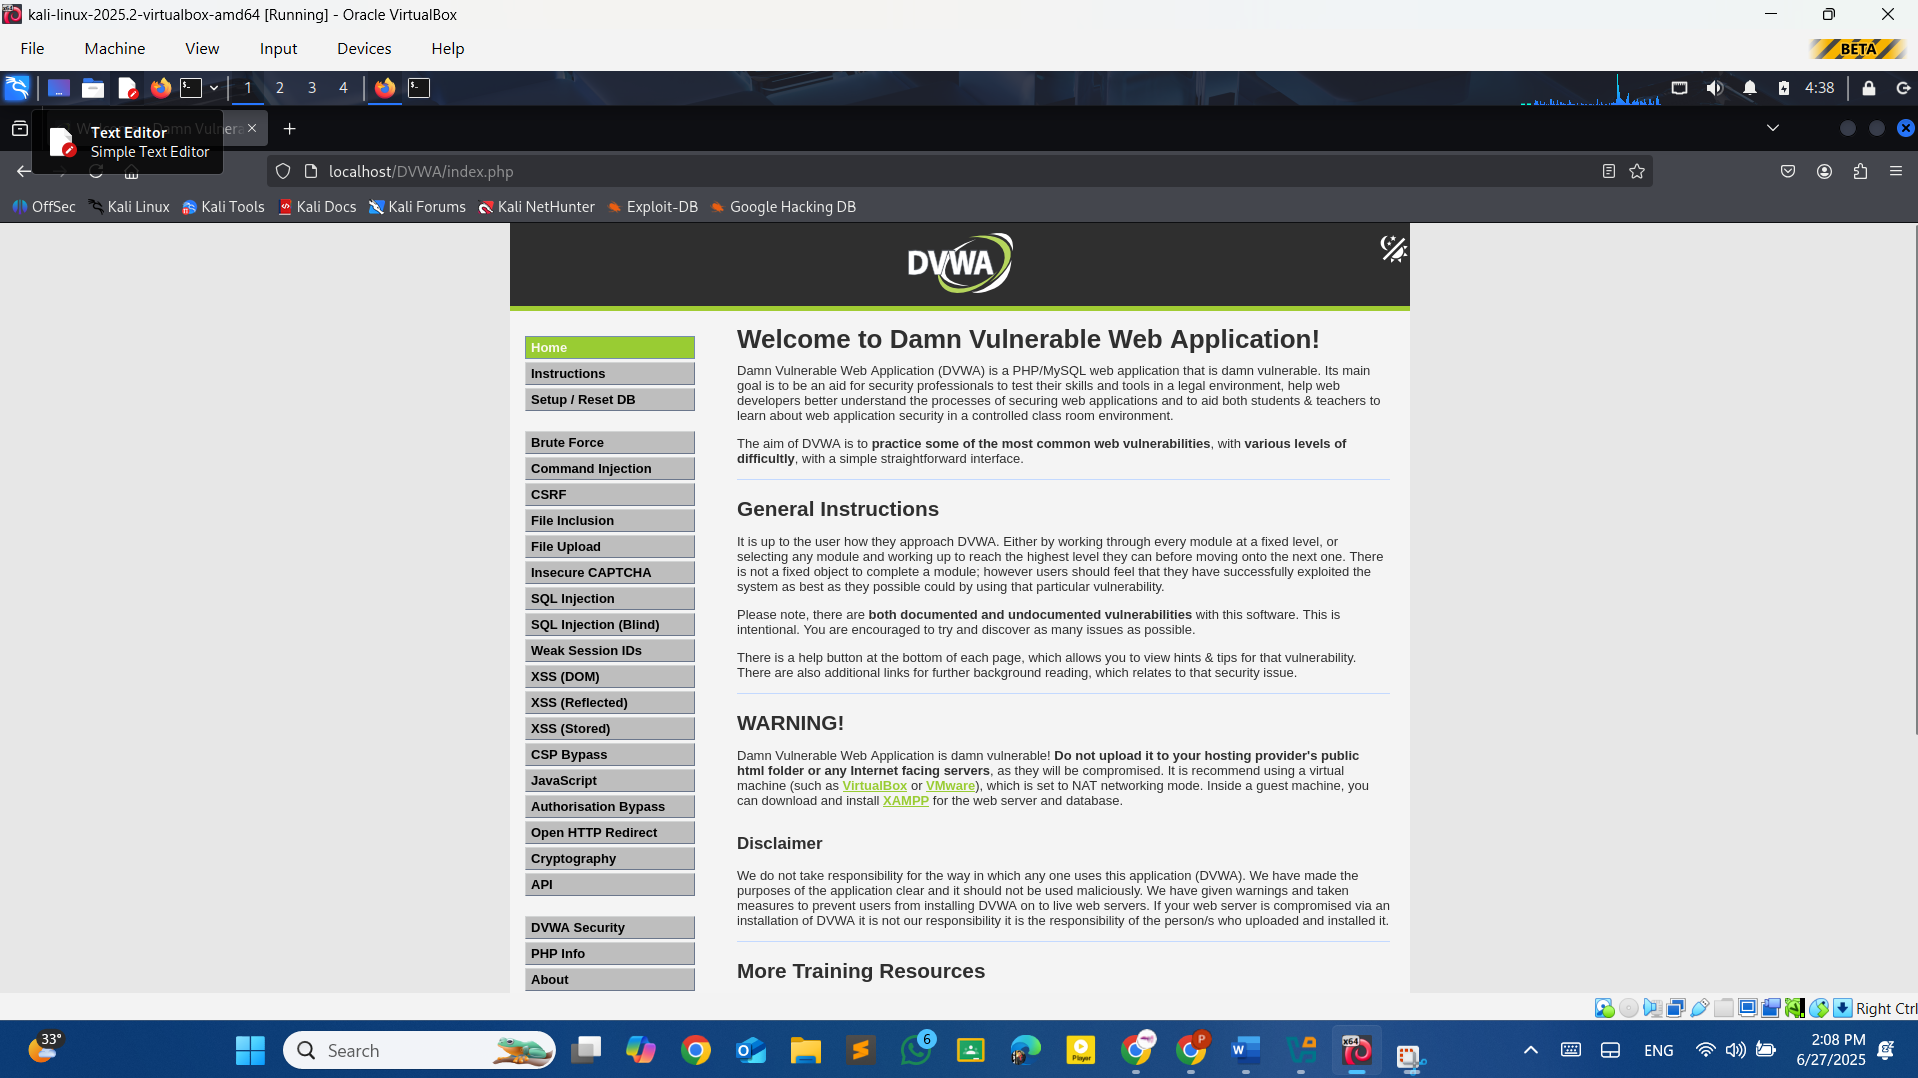 kali-linux-2025.2-virtualbox-amd64 [Running] - Oracle VirtualBox
File Machine View Input Devices Help
BETA
1 2 3 4
4:38
Text Editor
Simple Text Editor
localhost/DVWA/index.php
OffSec Kali Linux Kali Tools Kali Docs Kali Forums Kali NetHunter Exploit-DB Google Hacking DB
DVWA
Home
Instructions
Setup / Reset DB
Brute Force
Command Injection
CSRF
File Inclusion
File Upload
Insecure CAPTCHA
SQL Injection
SQL Injection (Blind)
Weak Session IDs
XSS (DOM)
XSS (Reflected)
XSS (Stored)
CSP Bypass
JavaScript
Authorisation Bypass
Open HTTP Redirect
Cryptography
API
DVWA Security
PHP Info
About
Welcome to Damn Vulnerable Web Application!
Damn Vulnerable Web Application (DVWA) is a PHP/MySQL web application that is damn vulnerable. Its main
goal is to be an aid for security professionals to test their skills and tools in a legal environment, help web
developers better understand the processes of securing web applications and to aid both students & teachers to
learn about web application security in a controlled class room environment.
The aim of DVWA is to practice some of the most common web vulnerabilities, with various levels of
difficultly, with a simple straightforward interface.
General Instructions
It is up to the user how they approach DVWA. Either by working through every module at a fixed level, or
selecting any module and working up to reach the highest level they can before moving onto the next one. There
is not a fixed object to complete a module; however users should feel that they have successfully exploited the
system as best as they possible could by using that particular vulnerability.
Please note, there are both documented and undocumented vulnerabilities with this software. This is
intentional. You are encouraged to try and discover as many issues as possible.
There is a help button at the bottom of each page, which allows you to view hints & tips for that vulnerability.
There are also additional links for further background reading, which relates to that security issue.
WARNING!
Damn Vulnerable Web Application is damn vulnerable! Do not upload it to your hosting provider's public
html folder or any Internet facing servers, as they will be compromised. It is recommend using a virtual
machine (such as VirtualBox or VMware), which is set to NAT networking mode. Inside a guest machine, you
can download and install XAMPP for the web server and database.
Disclaimer
We do not take responsibility for the way in which any one uses this application (DVWA). We have made the
purposes of the application clear and it should not be used maliciously. We have given warnings and taken
measures to prevent users from installing DVWA on to live web servers. If your web server is compromised via an
installation of DVWA it is not our responsibility it is the responsibility of the person/s who uploaded and installed it.
More Training Resources
Right Ctrl
33°
Search
6
Player
P
x64
ENG
2:08 PM
6/27/2025